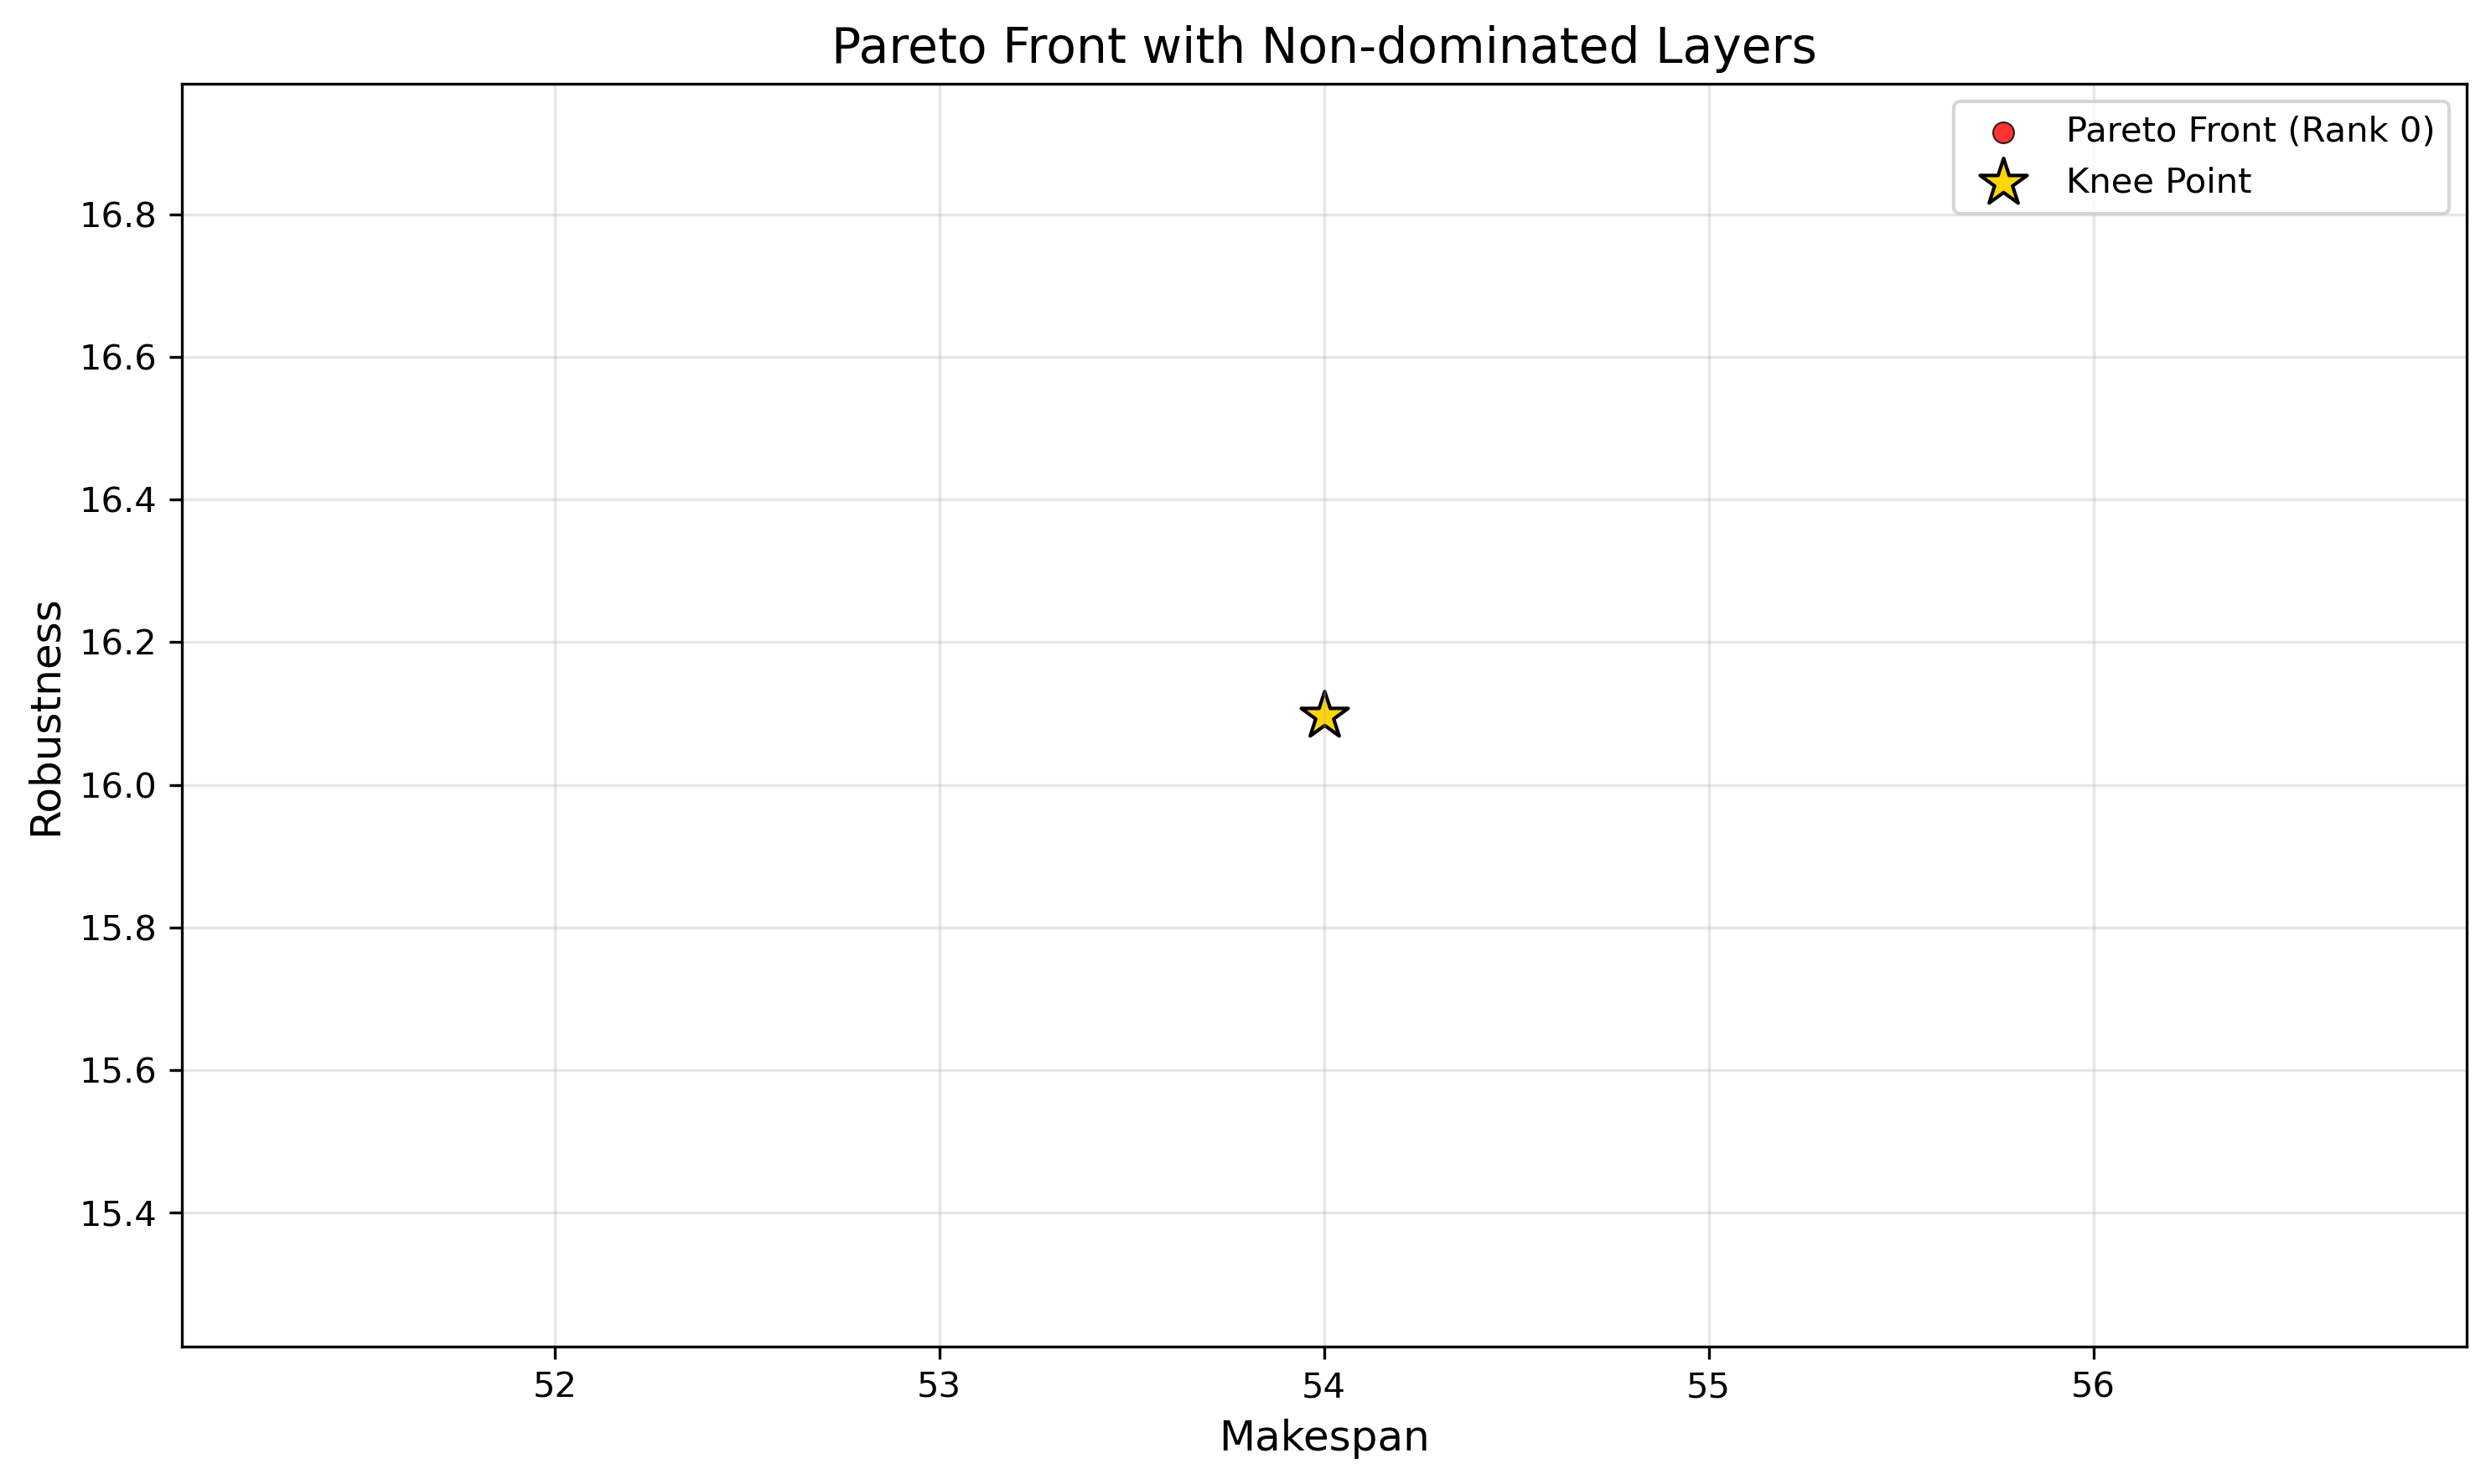 Pareto Front with Non-dominated Layers
Pareto Front (Rank 0)
Knee Point
Robustness
16.8
16.6
16.4
16.2
16.0
15.8
15.6
15.4
52
53
54
55
56
Makespan